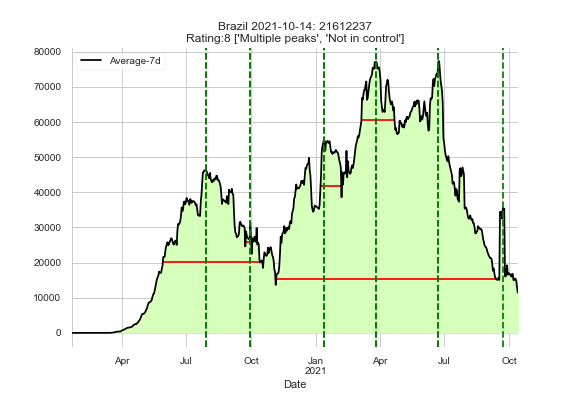 Brazil 2021-10-14: 21612237
Rating:8 ['Multiple peaks', 'Not in control']
Average-7d
80000
70000
60000
50000
40000
30000
20000
10000
0
Apr Jul Oct Jan Apr Jul Oct
2021
Date